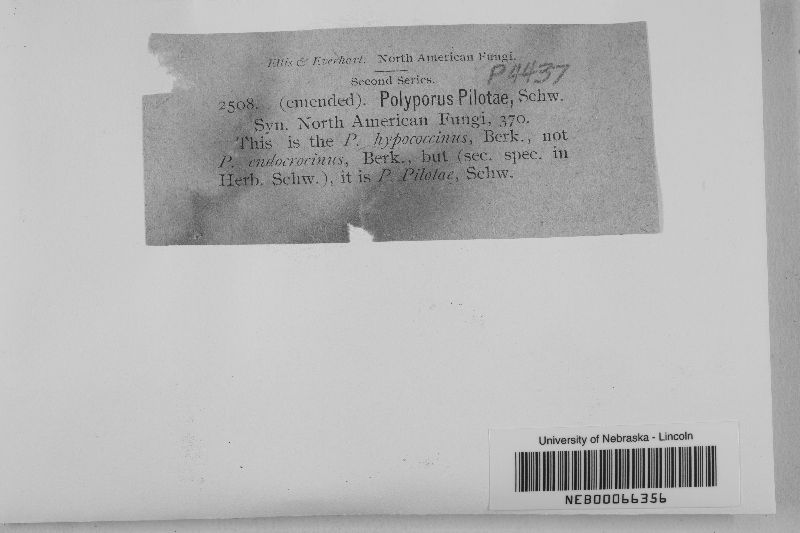 Ellis & Everhart. North American Fungi.
Second Series.
P4437
2508. (emended). Polyporus Pilotae, Schw.
Syn. North American Fungi, 370.
This is the P. hypococcinus, Berk., not
P. endocrocinus, Berk., but (sec. spec. in
Herb. Schw.), it is P. Pilotae, Schw.
University of Nebraska - Lincoln
NEB00066356